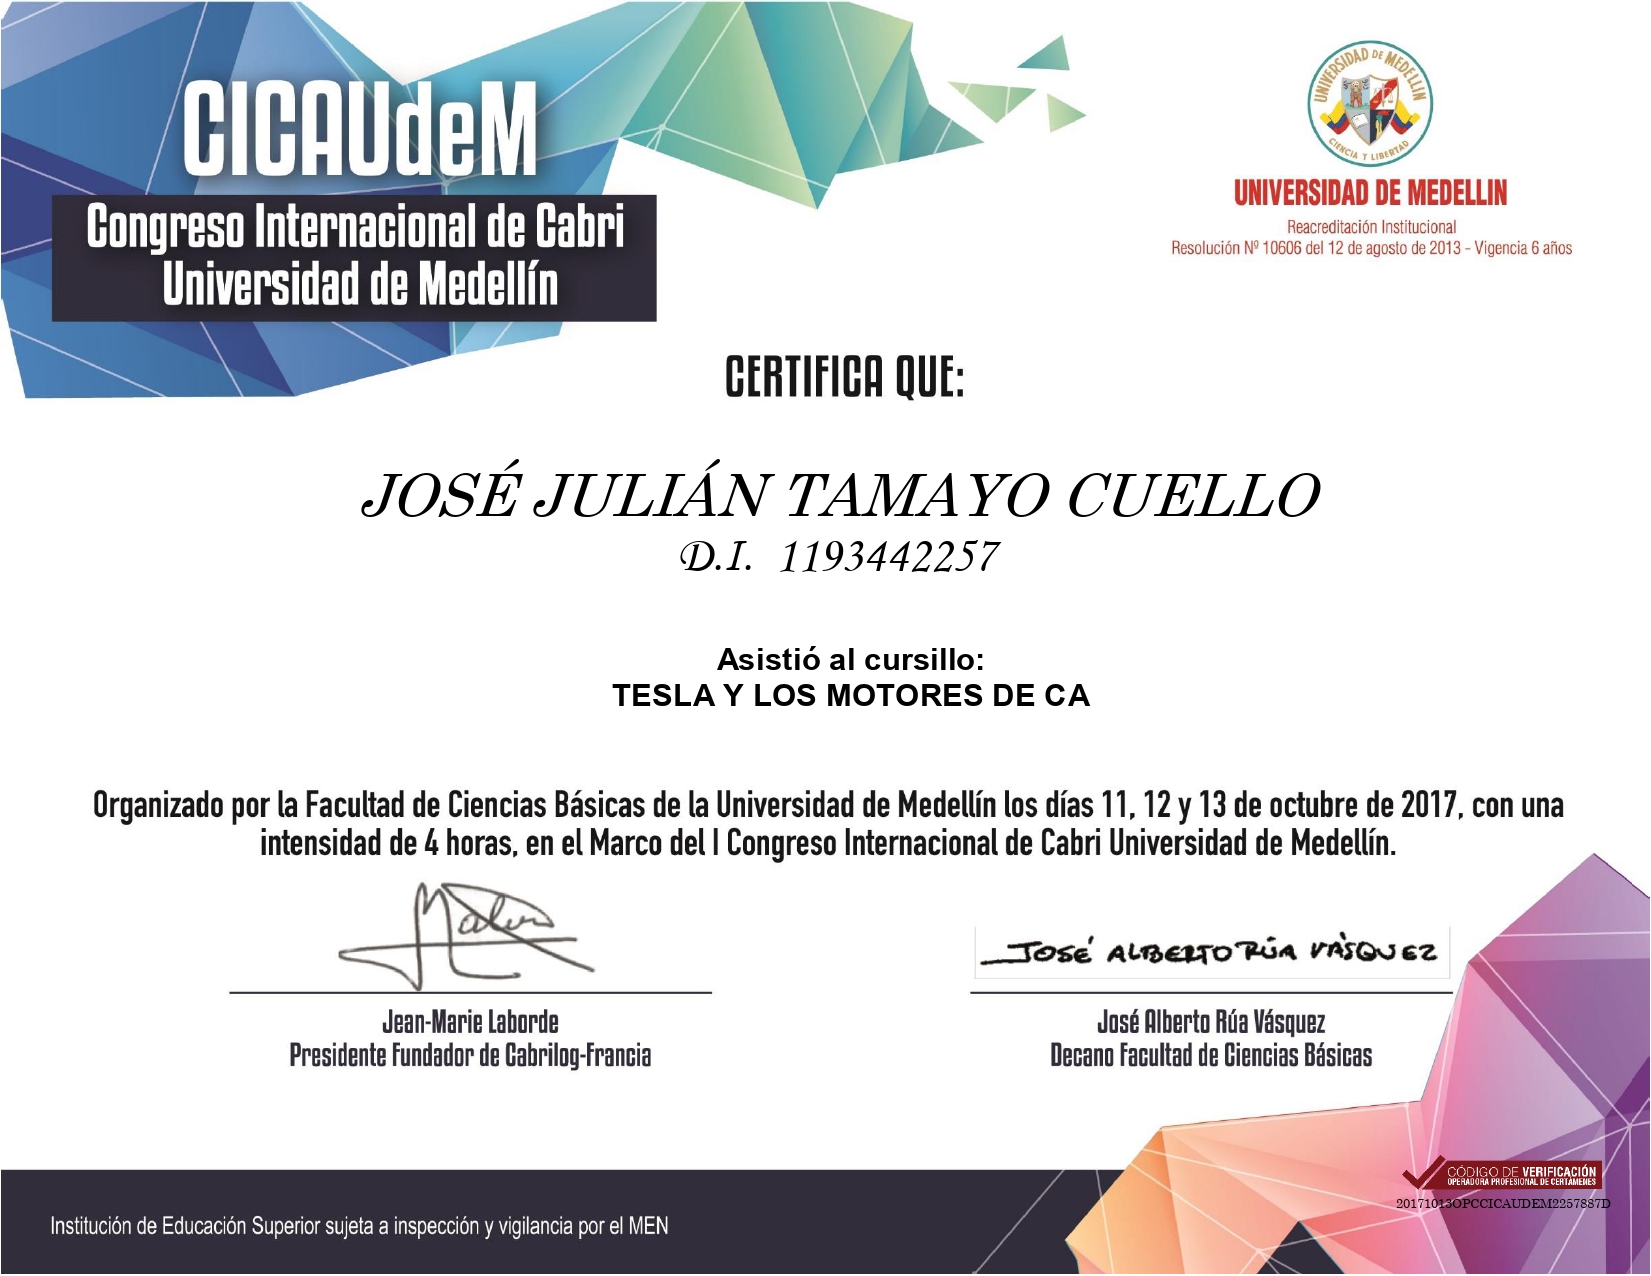 CICAUdeM
Congreso Internacional de Cabri
Universidad de Medellín
UNIVERSIDAD DE MEDELLIN
CIENCIA Y LIBERTAD
UNIVERSIDAD DE MEDELLIN
Reacreditación Institucional
Resolución Nº 10606 del 12 de agosto de 2013 - Vigencia 6 años
CERTIFICA QUE:
JOSÉ JULIÁN TAMAYO CUELLO
D.I. 1193442257
Asistió al cursillo:
TESLA Y LOS MOTORES DE CA
Organizado por la Facultad de Ciencias Básicas de la Universidad de Medellín los días 11, 12 y 13 de octubre de 2017, con una
intensidad de 4 horas, en el Marco del I Congreso Internacional de Cabri Universidad de Medellín.
JOSÉ ALBERTO RÚA VÁSQUEZ
Jean-Marie Laborde
Presidente Fundador de Cabrilog-Francia
José Alberto Rúa Vásquez
Decano Facultad de Ciencias Básicas
CÓDIGO DE VERIFICACIÓN
OPERADORA PROFESIONAL DE CERTÁMENES
20171013OPCCICAUDEM2257887D
Institución de Educación Superior sujeta a inspección y vigilancia por el MEN